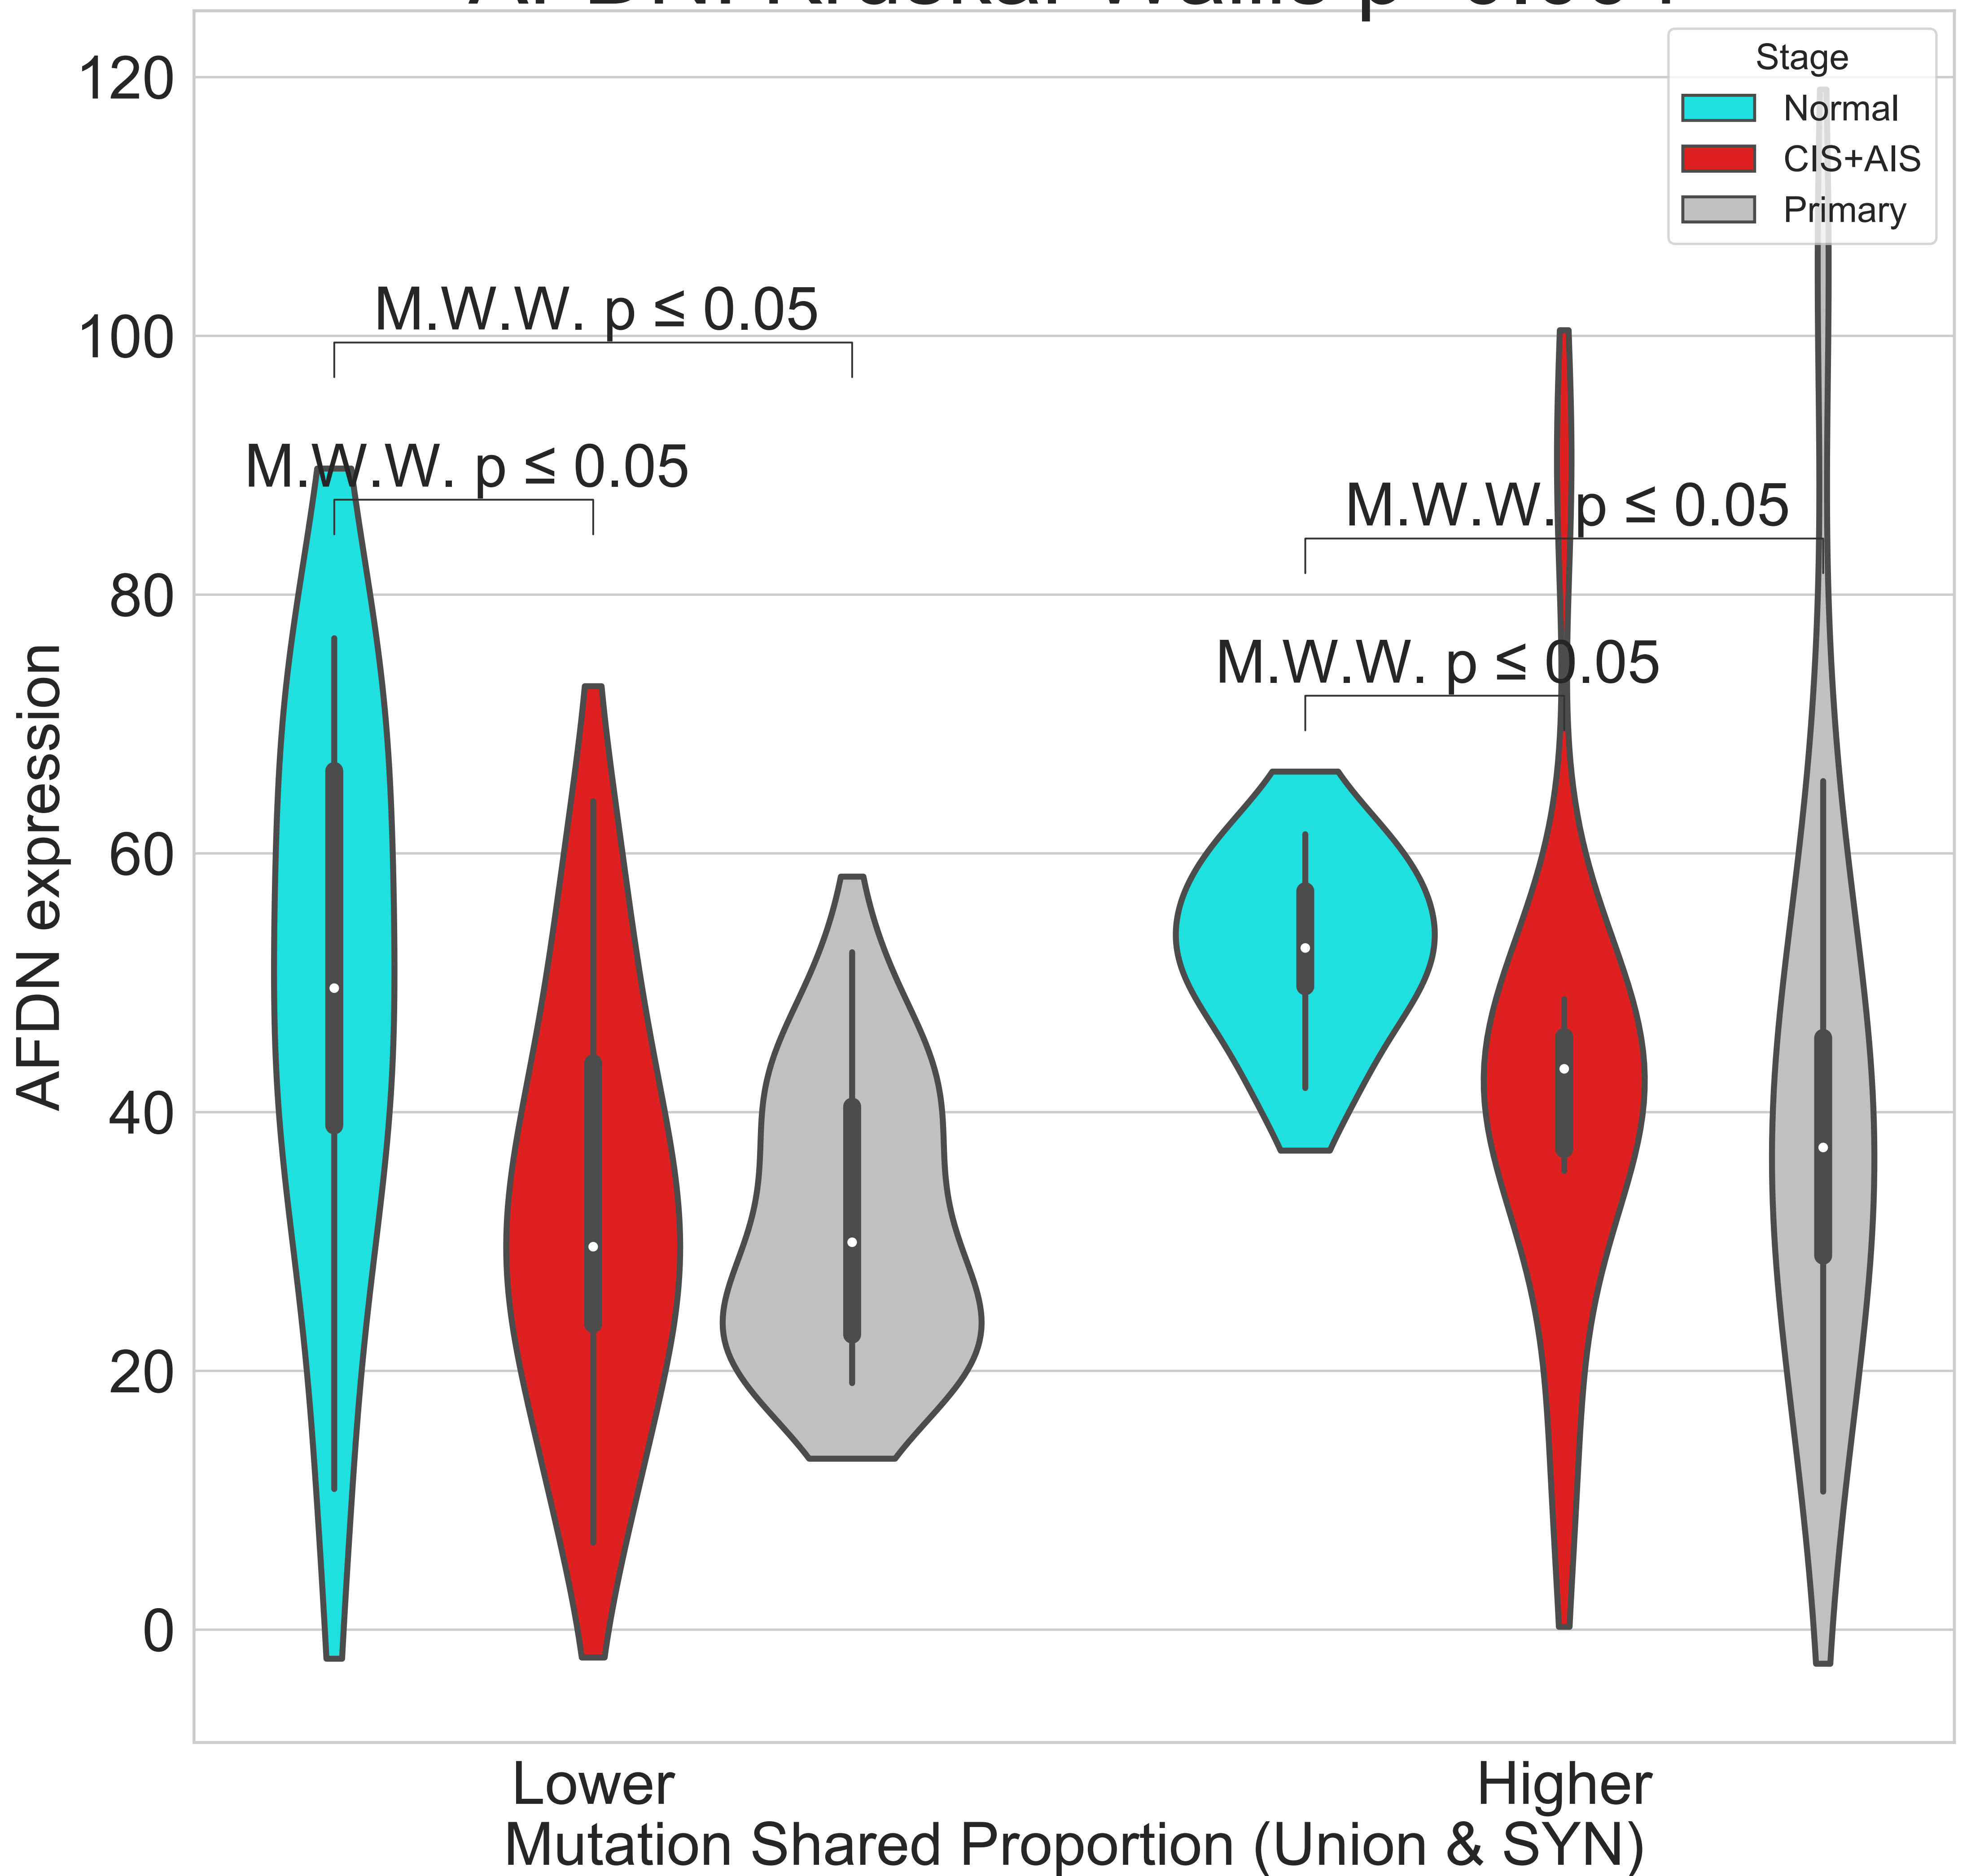 Stage
Normal
CIS+AIS
Primary
M.W.W. p ≤ 0.05
M.W.W. p ≤ 0.05
M.W.W. p ≤ 0.05
M.W.W. p ≤ 0.05
120
100
80
60
40
20
0
AFDN expression
Lower
Higher
Mutation Shared Proportion (Union & SYN)